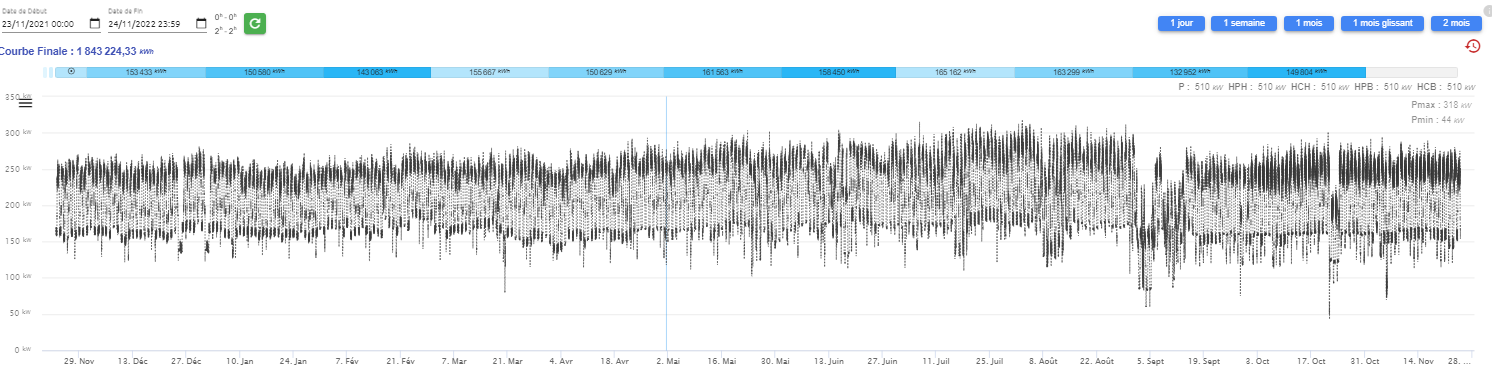 Date de Début
Date de Fin
23/11/2021 00:00
24/11/2022 23:59
0ʰ - 0ʰ
2ʰ - 2ʰ
1 jour
1 semaine
1 mois
1 mois glissant
2 mois
Courbe Finale : 1 843 224,33 kWh
153 433 kWh
150 580 kWh
143 063 kWh
155 667 kWh
150 629 kWh
161 563 kWh
158 450 kWh
165 162 kWh
163 299 kWh
132 952 kWh
149 804 kWh
P : 510 kW HPH : 510 kW HCH : 510 kW HPB : 510 kW HCB : 510 kW
Pmax : 318 kW
Pmin : 44 kW
350 kW
300 kW
250 kW
200 kW
150 kW
100 kW
50 kW
0 kW
29. Nov
13. Déc
27. Déc
10. Jan
24. Jan
7. Fév
21. Fév
7. Mar
21. Mar
4. Avr
18. Avr
2. Mai
16. Mai
30. Mai
13. Juin
27. Juin
11. Juil
25. Juil
8. Août
22. Août
5. Sept
19. Sept
3. Oct
17. Oct
31. Oct
14. Nov
28. ...